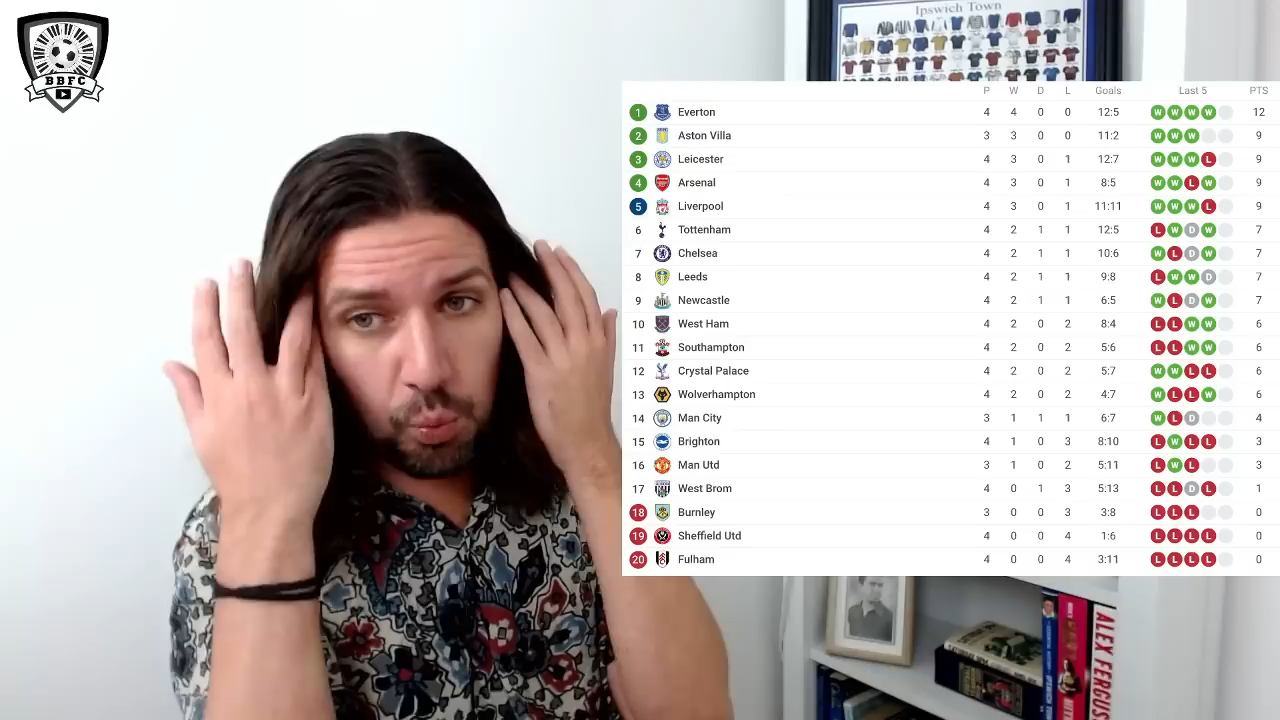 BBFC
Ipswich Town
P W D L Goals Last 5 PTS
1 Everton 4 4 0 0 12:5 W W W W 12
2 Aston Villa 3 3 0 0 11:2 W W W 9
3 Leicester 4 3 0 1 12:7 W W W L 9
4 Arsenal 4 3 0 1 8:5 W W L W 9
5 Liverpool 4 3 0 1 11:11 W W W L 9
6 Tottenham 4 2 1 1 12:5 L W D W 7
7 Chelsea 4 2 1 1 10:6 W L D W 7
8 Leeds 4 2 1 1 9:8 L W W D 7
9 Newcastle 4 2 1 1 6:5 W L D W 7
10 West Ham 4 2 0 2 8:4 L L W W 6
11 Southampton 4 2 0 2 5:6 L L W W 6
12 Crystal Palace 4 2 0 2 5:7 W W L L 6
13 Wolverhampton 4 2 0 2 4:7 W L L W 6
14 Man City 3 1 1 1 6:7 W L D 4
15 Brighton 4 1 0 3 8:10 L W L L 3
16 Man Utd 3 1 0 2 5:11 L W L 3
17 West Brom 4 0 1 3 5:13 L L D L 1
18 Burnley 3 0 0 3 3:8 L L L 0
19 Sheffield Utd 4 0 0 4 1:6 L L L L 0
20 Fulham 4 0 0 4 3:11 L L L L 0
ALEX FERGUS